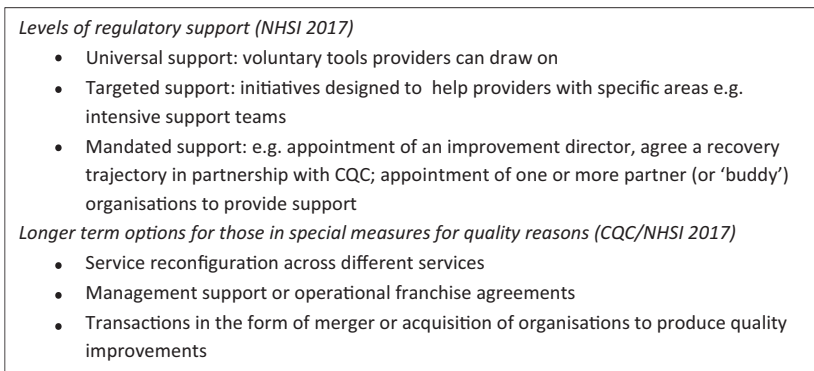 Levels of regulatory support (NHSI 2017)
• Universal support: voluntary tools providers can draw on
• Targeted support: initiatives designed to help providers with specific areas e.g.
intensive support teams
• Mandated support: e.g. appointment of an improvement director, agree a recovery
trajectory in partnership with CQC; appointment of one or more partner (or ‘buddy’)
organisations to provide support
Longer term options for those in special measures for quality reasons (CQC/NHSI 2017)
• Service reconfiguration across different services
• Management support or operational franchise agreements
• Transactions in the form of merger or acquisition of organisations to produce quality
improvements